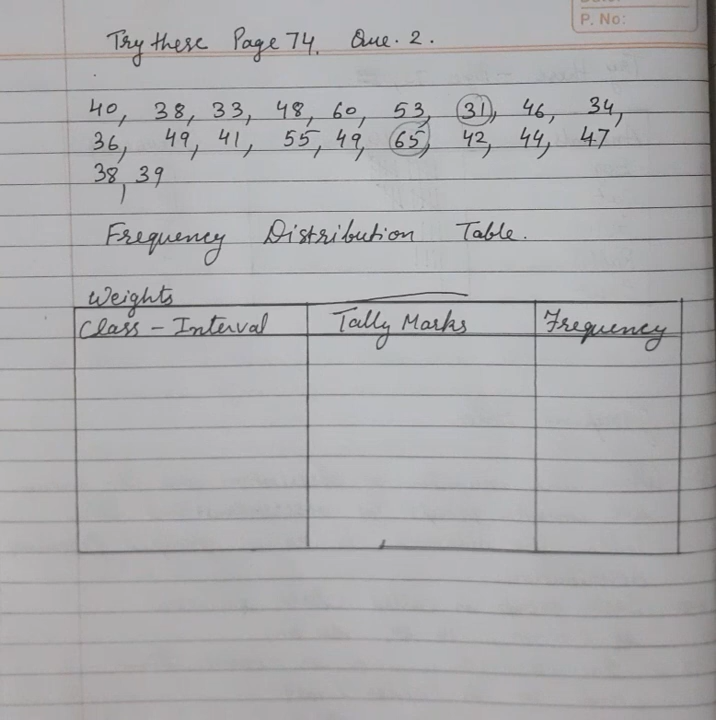 P. No:
Try these Page 74. Que. 2.
40, 38, 33, 48, 60, 53, 31, 46, 34,
36, 49, 41, 55, 49, 65, 42, 44, 47
38, 39
Frequency Distribution Table.
Weights
Class - Interval Tally Marks Frequency